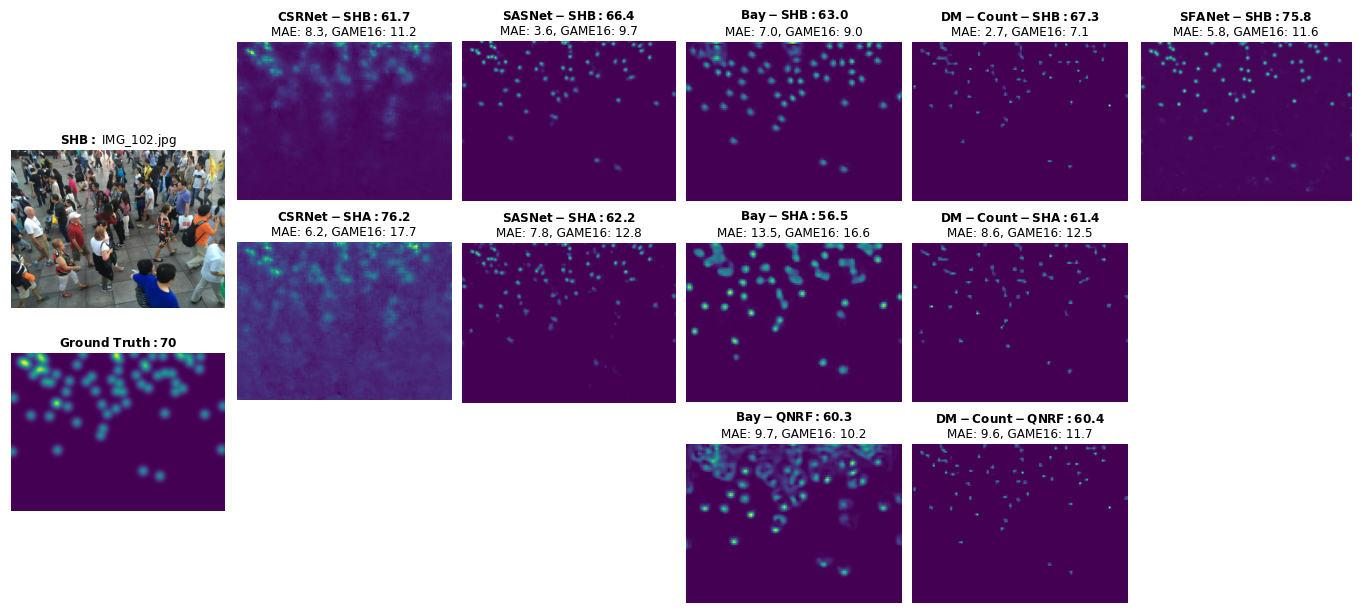 CSRNet−SHB: 61.7
MAE: 8.3, GAME16: 11.2
SASNet−SHB: 66.4
MAE: 3.6, GAME16: 9.7
Bay−SHB: 63.0
MAE: 7.0, GAME16: 9.0
DM−Count−SHB: 67.3
MAE: 2.7, GAME16: 7.1
SFANet−SHB: 75.8
MAE: 5.8, GAME16: 11.6
SHB: IMG_102.jpg
CSRNet−SHA: 76.2
MAE: 6.2, GAME16: 17.7
SASNet−SHA: 62.2
MAE: 7.8, GAME16: 12.8
Bay−SHA: 56.5
MAE: 13.5, GAME16: 16.6
DM−Count−SHA: 61.4
MAE: 8.6, GAME16: 12.5
Ground Truth: 70
Bay−QNRF: 60.3
MAE: 9.7, GAME16: 10.2
DM−Count−QNRF: 60.4
MAE: 9.6, GAME16: 11.7